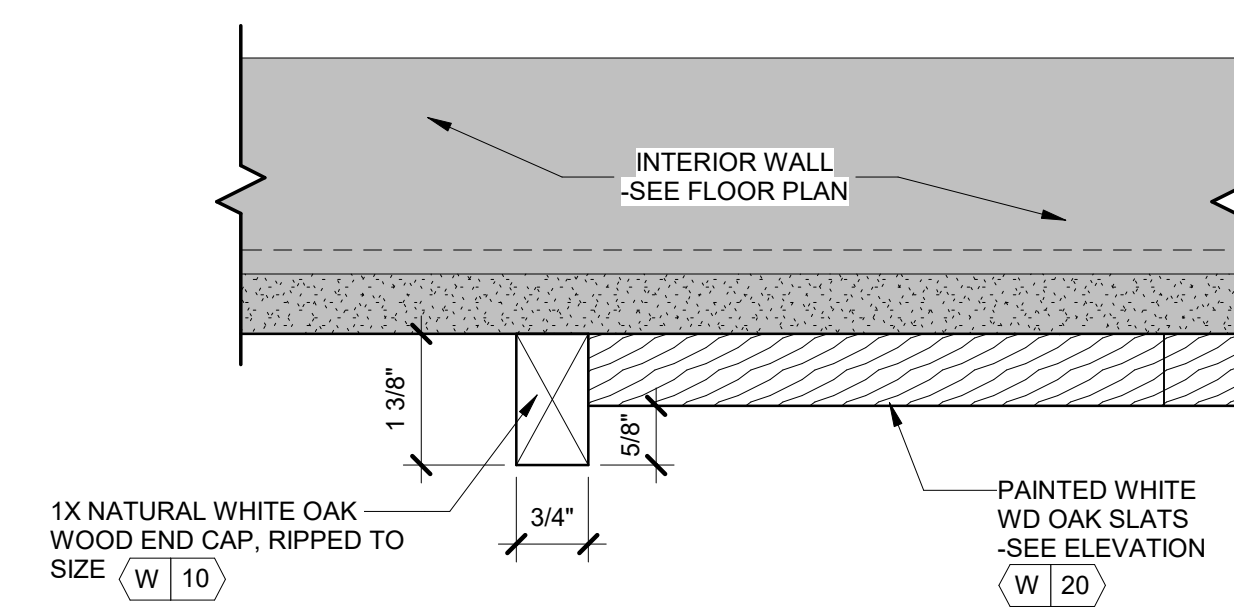 INTERIOR WALL
-SEE FLOOR PLAN
1 3/8"
5/8"
3/4"
1X NATURAL WHITE OAK
WOOD END CAP, RIPPED TO
SIZE W 10
PAINTED WHITE
WD OAK SLATS
-SEE ELEVATION
W 20